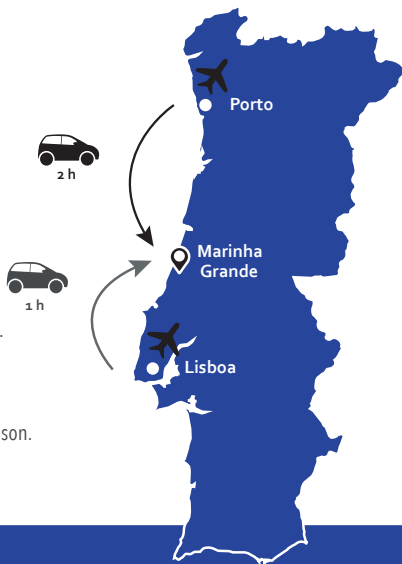 Porto
2 h
Marinha
Grande
1 h
.
Lisboa
son.